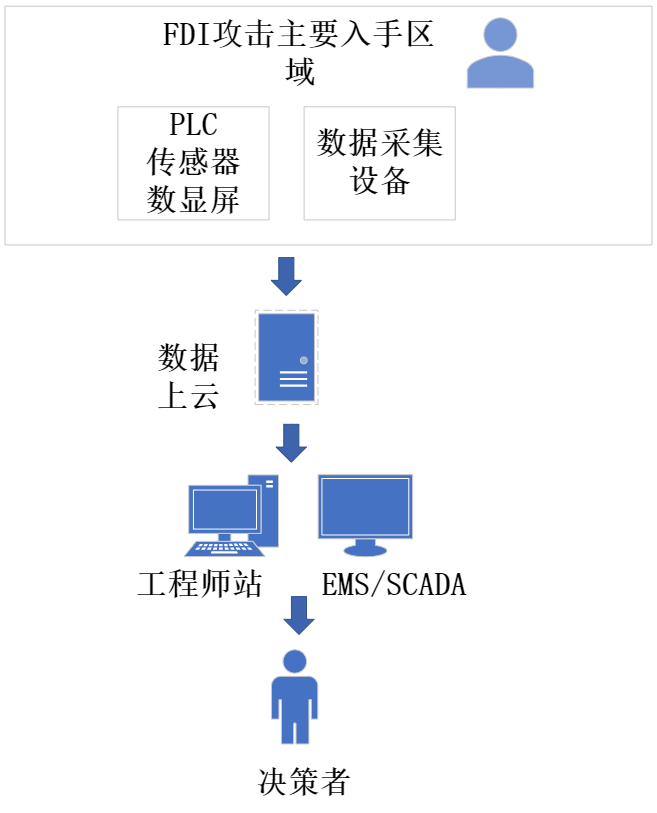 FDI攻击主要入手区
域
PLC
传感器
数显屏
数据采集
设备
数据
上云
工程师站
EMS/SCADA
决策者